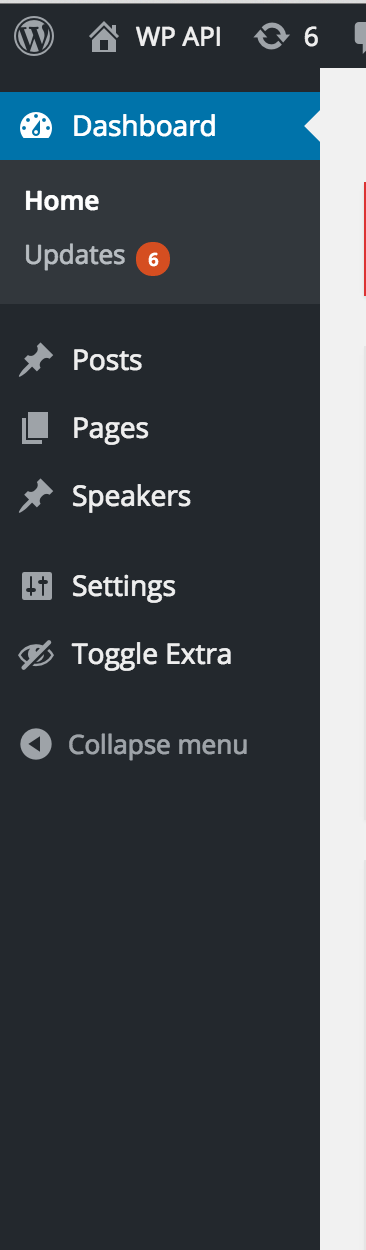 WP API 6
Dashboard
Home
Updates 6
Posts
Pages
Speakers
Settings
Toggle Extra
Collapse menu